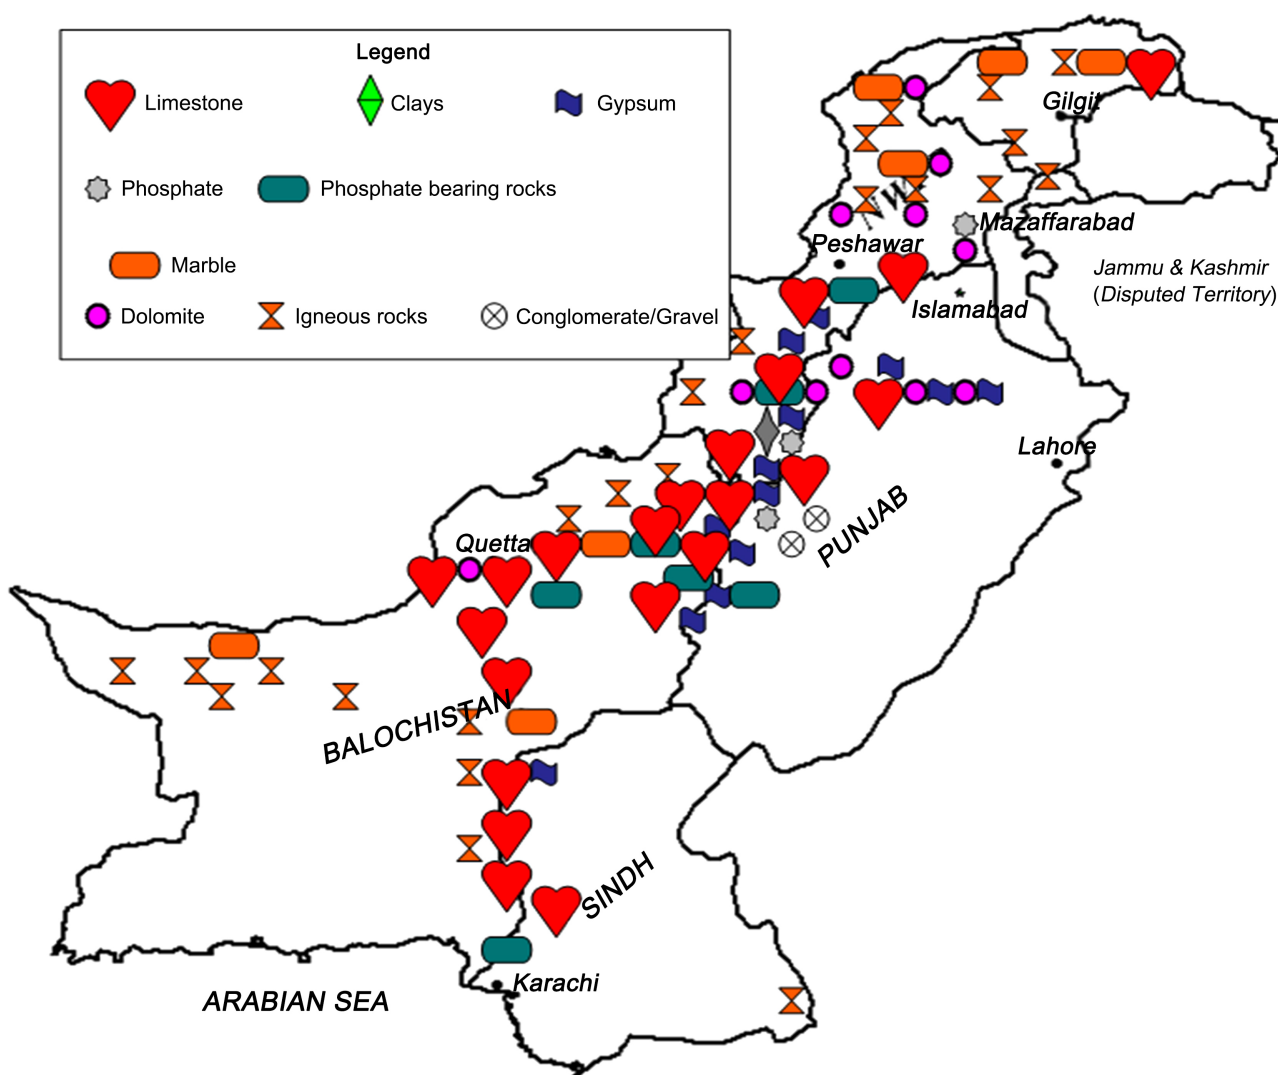 Legend
Limestone
Clays
Gypsum
Phosphate
Phosphate bearing rocks
Marble
Dolomite
Igneous rocks
Conglomerate/Gravel
Gilgit
NW
Mazaffarabad
Peshawar
Jammu & Kashmir
(Disputed Territory)
Islamabad
Lahore
PUNJAB
Quetta
BALOCHISTAN
SINDH
Karachi
ARABIAN SEA